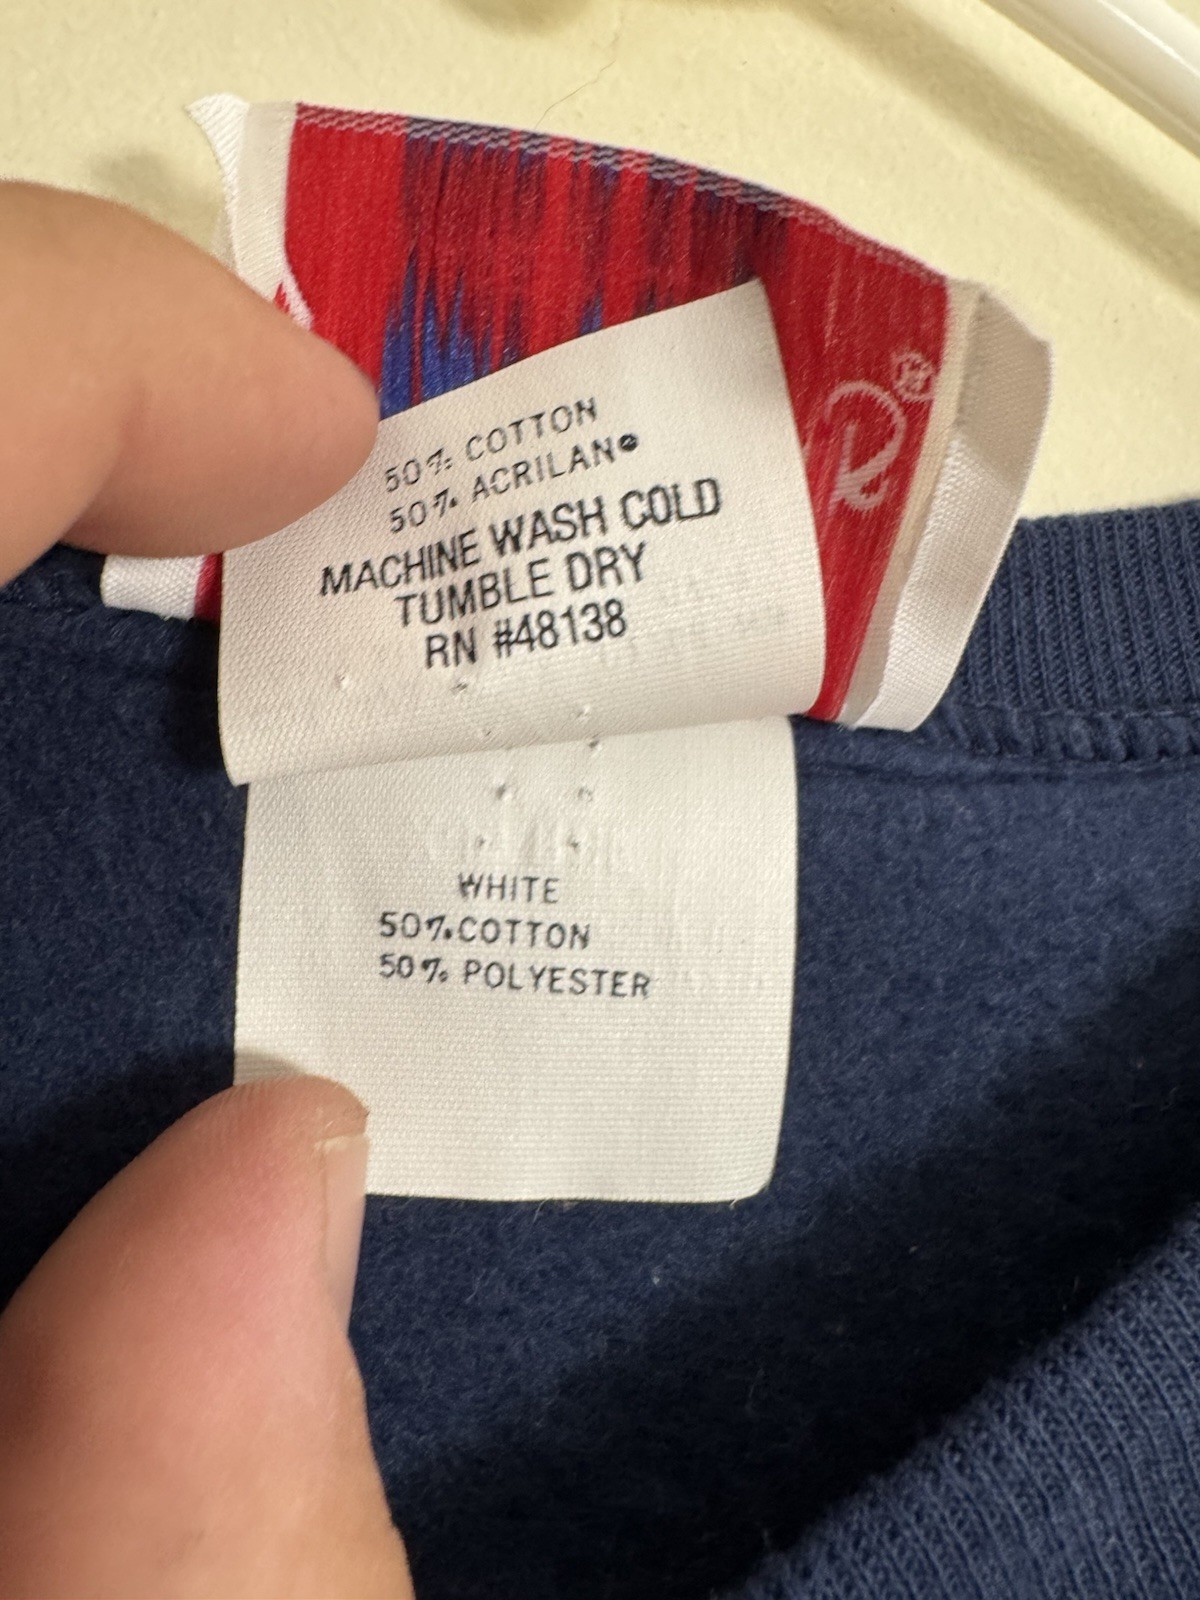 50% COTTON
50% ACRILAN®
MACHINE WASH COLD
TUMBLE DRY
RN #48138
WHITE
50% COTTON
50% POLYESTER